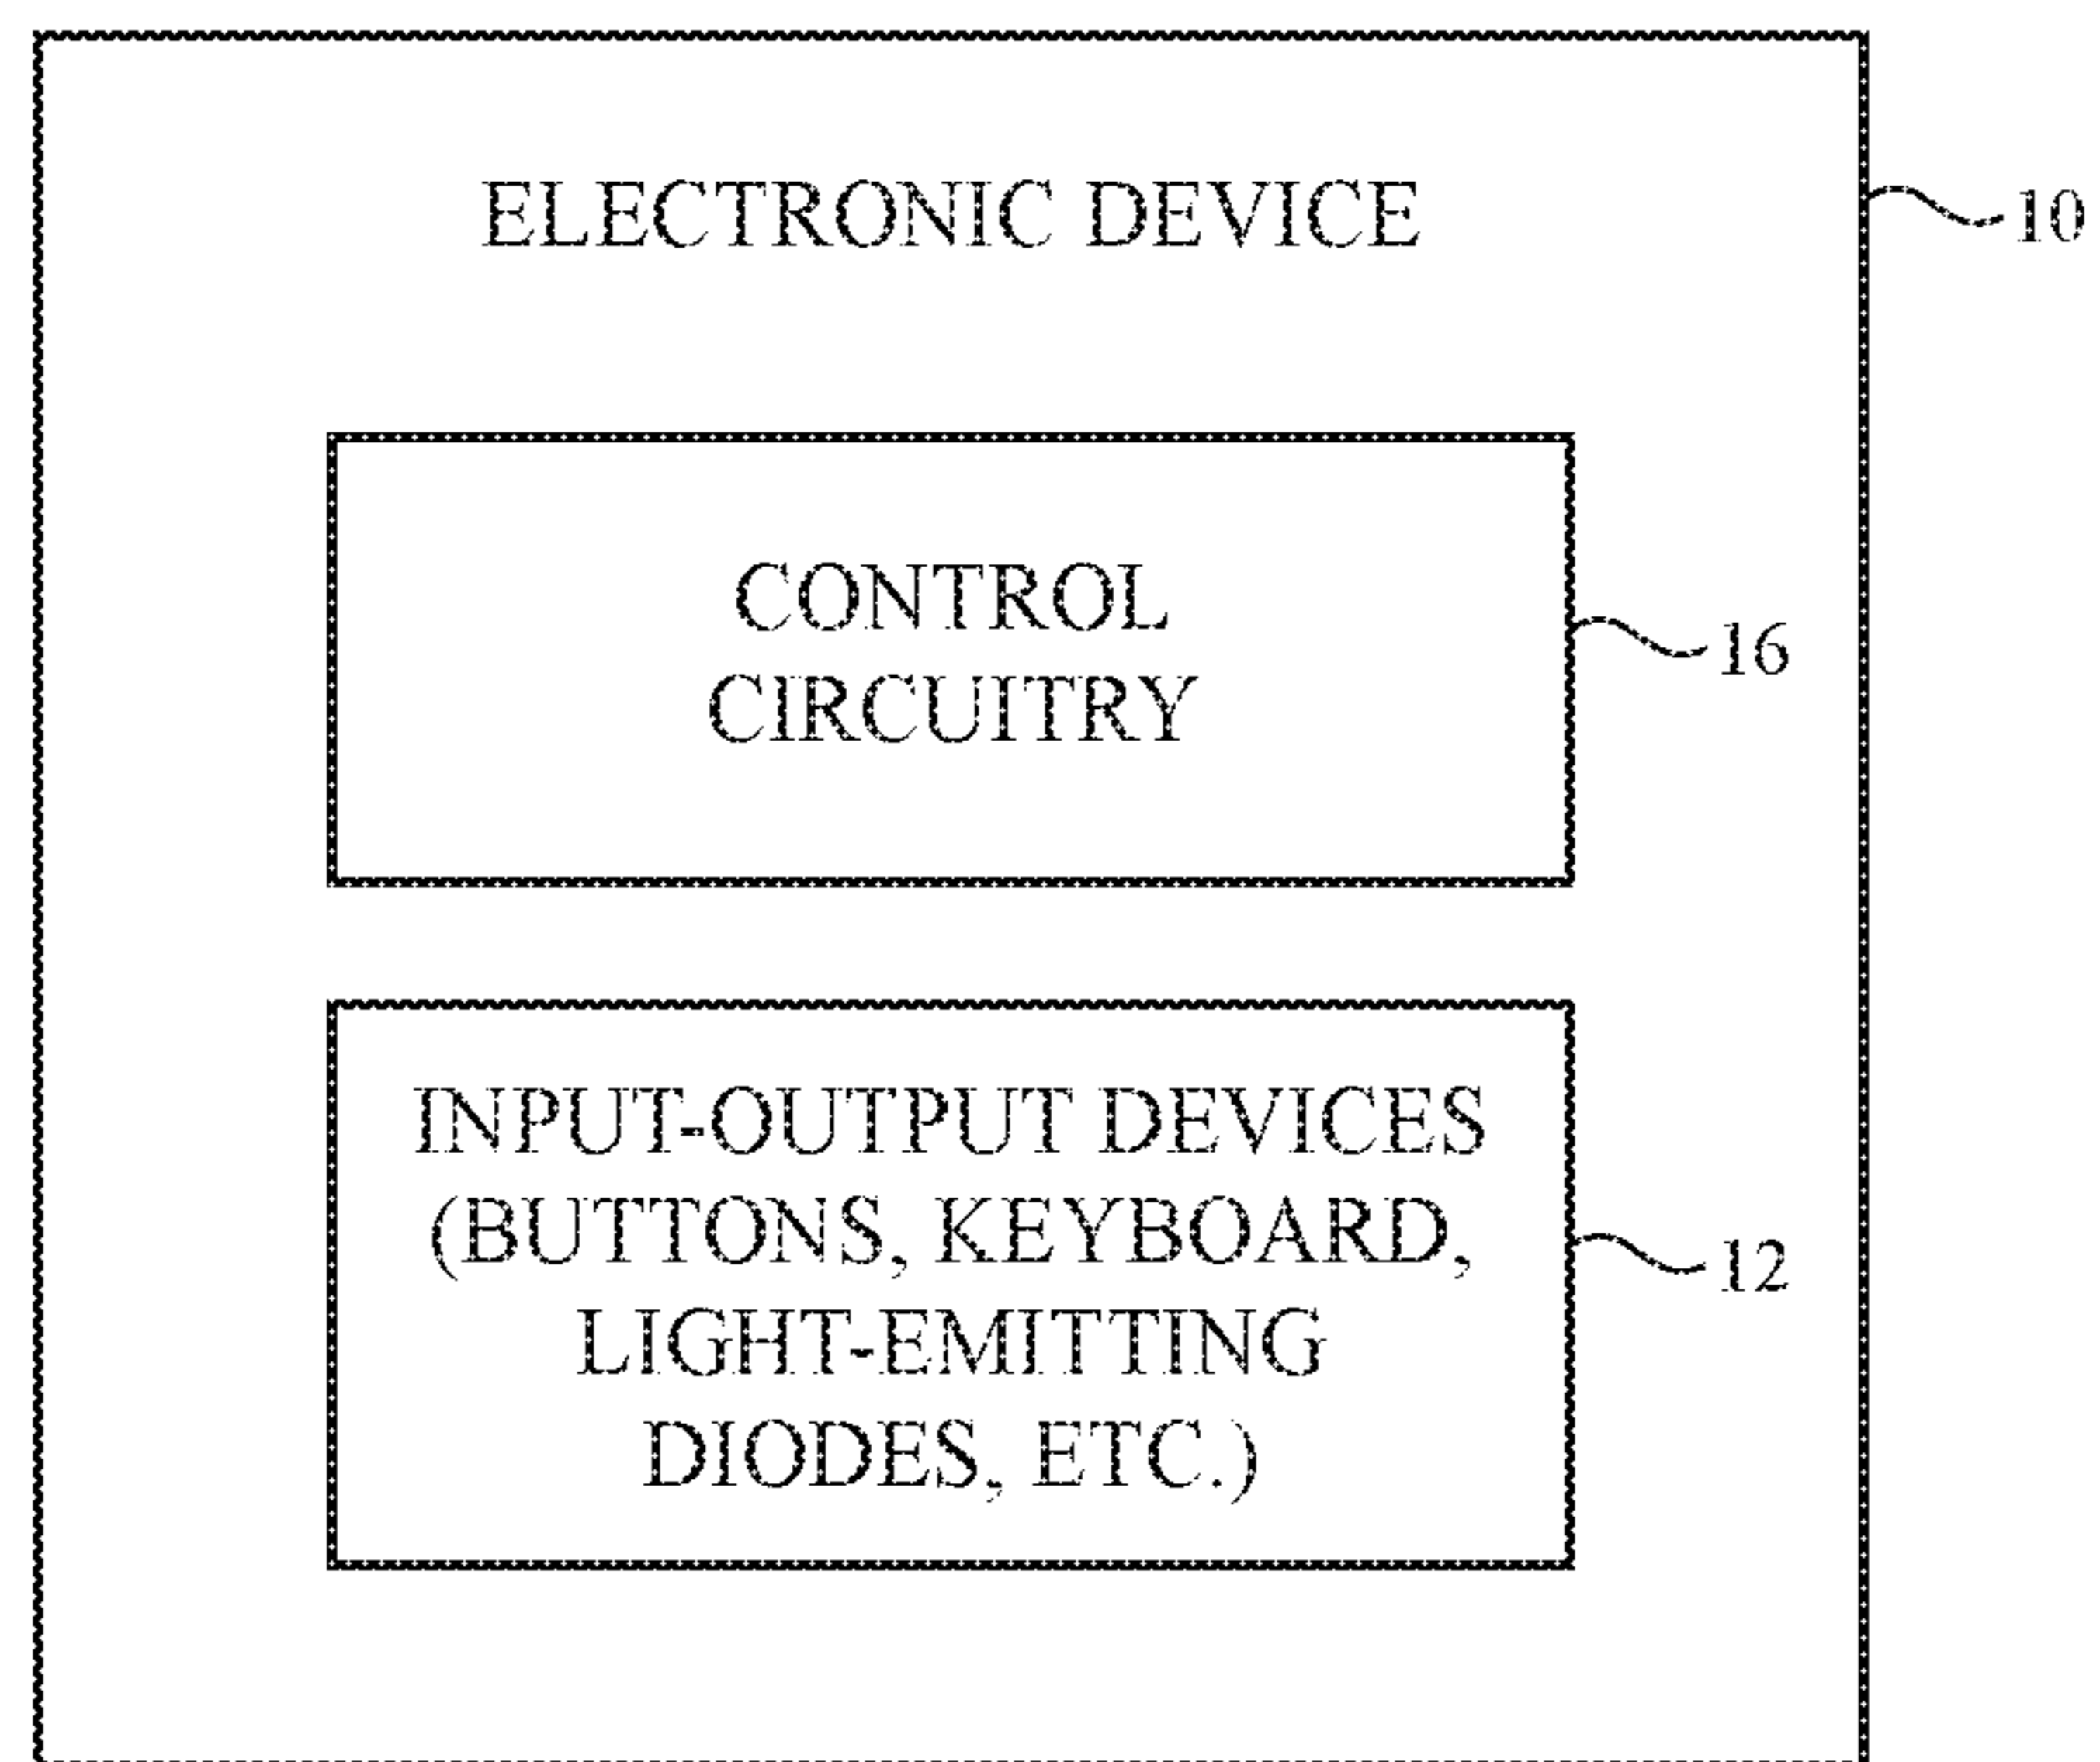 ELECTRONIC DEVICE
10
CONTROL
CIRCUITRY
16
INPUT-OUTPUT DEVICES
(BUTTONS, KEYBOARD,
LIGHT-EMITTING
DIODES, ETC.)
12